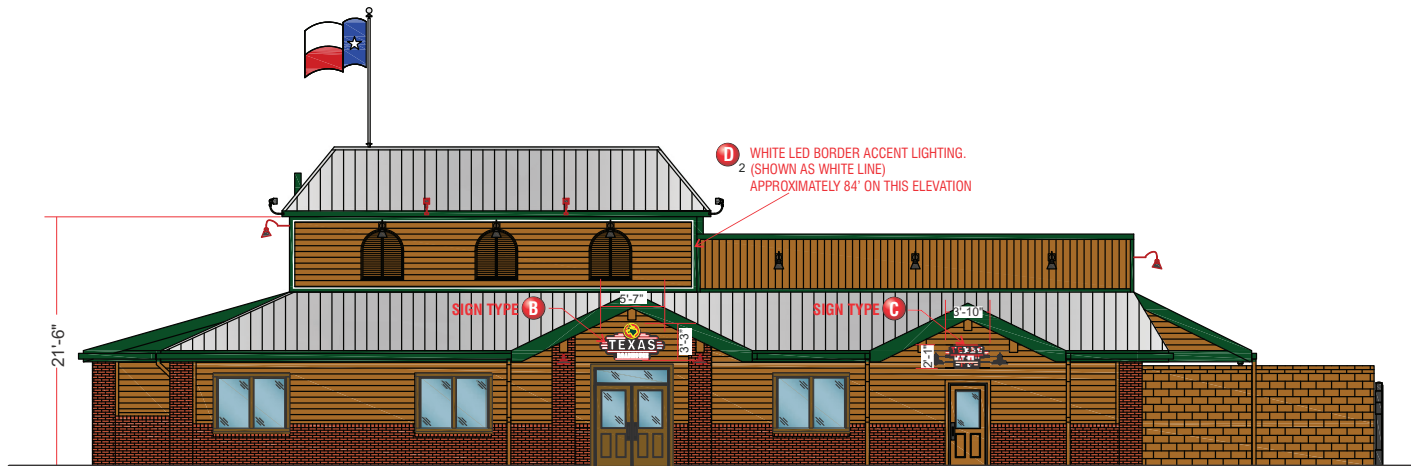 D WHITE LED BORDER ACCENT LIGHTING.
2 (SHOWN AS WHITE LINE)
APPROXIMATELY 84' ON THIS ELEVATION
21'-6"
SIGN TYPE B
5'-7"
3'-3"
TEXAS
SIGN TYPE C
3'-10"
2'-1"